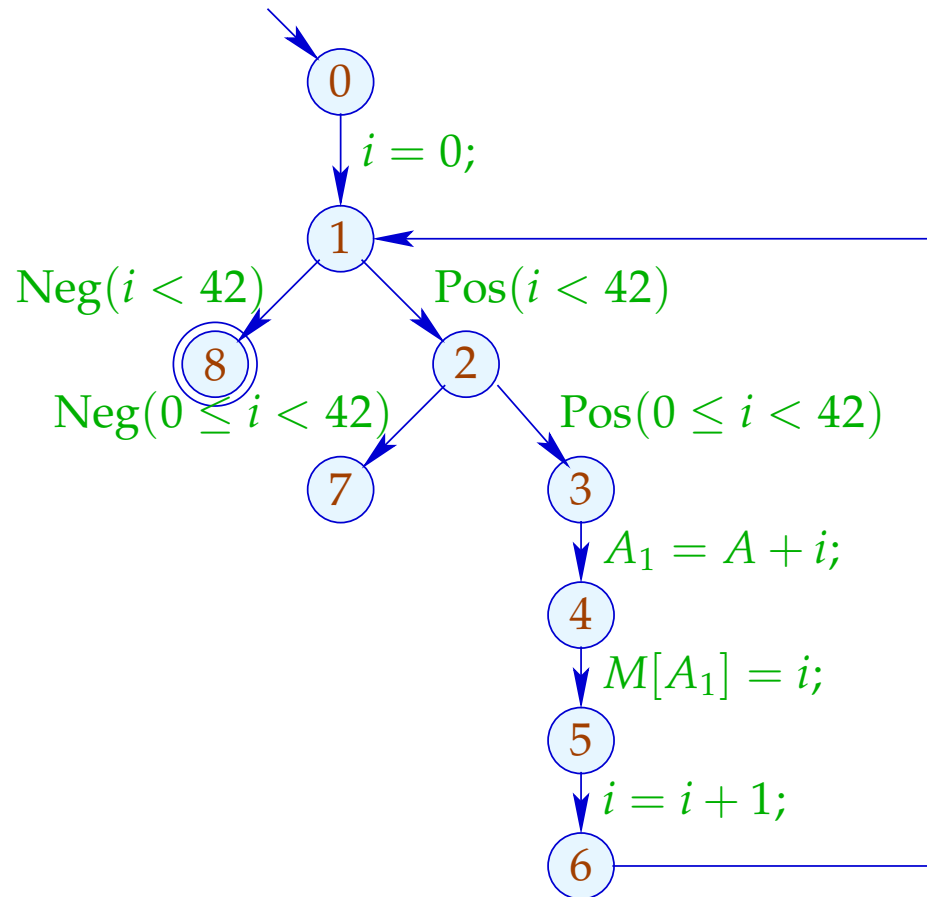 0
i = 0;
1
Neg(i < 42) Pos(i < 42)
8 2
Neg(0 ≤ i < 42) Pos(0 ≤ i < 42)
7 3
A₁ = A + i;
4
M[A₁] = i;
5
i = i + 1;
6